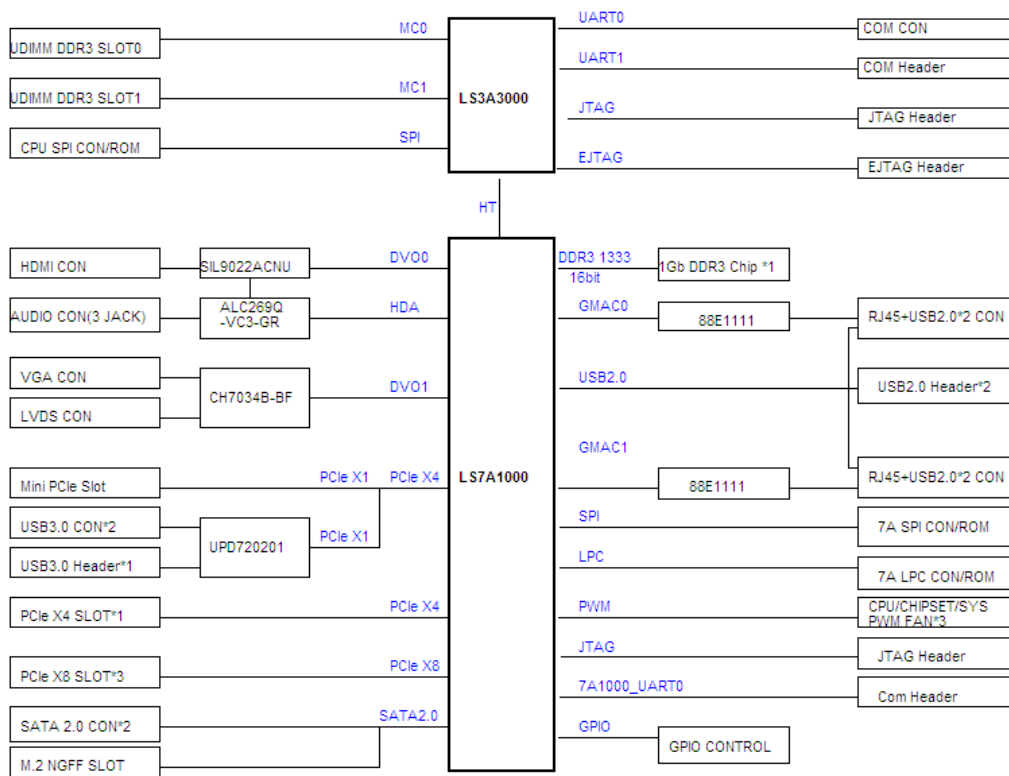 MC0
UART0
COM CON
UDIMM DDR3 SLOT0
UART1
COM Header
MC1
LS3A3000
UDIMM DDR3 SLOT1
JTAG
JTAG Header
SPI
CPU SPI CON/ROM
EJTAG
EJTAG Header
HT
HDMI CON
SIL9022ACNU
DVO0
DDR3 1333
16bit
1Gb DDR3 Chip *1
AUDIO CON(3 JACK)
ALC269Q
-VC3-GR
HDA
GMAC0
88E1111
RJ45+USB2.0*2 CON
VGA CON
CH7034B-BF
DVO1
USB2.0
USB2.0 Header*2
LVDS CON
GMAC1
Mini PCIe Slot
PCIe X1
PCIe X4
LS7A1000
88E1111
RJ45+USB2.0*2 CON
USB3.0 CON*2
SPI
7A SPI CON/ROM
UPD720201
PCIe X1
USB3.0 Header*1
LPC
7A LPC CON/ROM
PCIe X4 SLOT*1
PCIe X4
PWM
CPU/CHIPSET/SYS
PWM FAN*3
JTAG
JTAG Header
PCIe X8 SLOT*3
PCIe X8
7A1000_UART0
Com Header
SATA 2.0 CON*2
SATA2.0
GPIO
GPIO CONTROL
M.2 NGFF SLOT